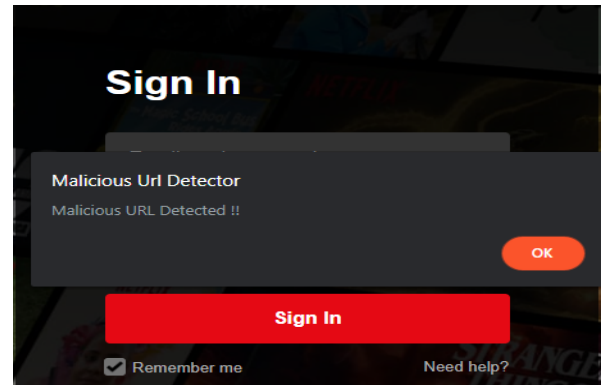 Sign In
Malicious Url Detector
Malicious URL Detected !!
OK
Sign In
Remember me
Need help?